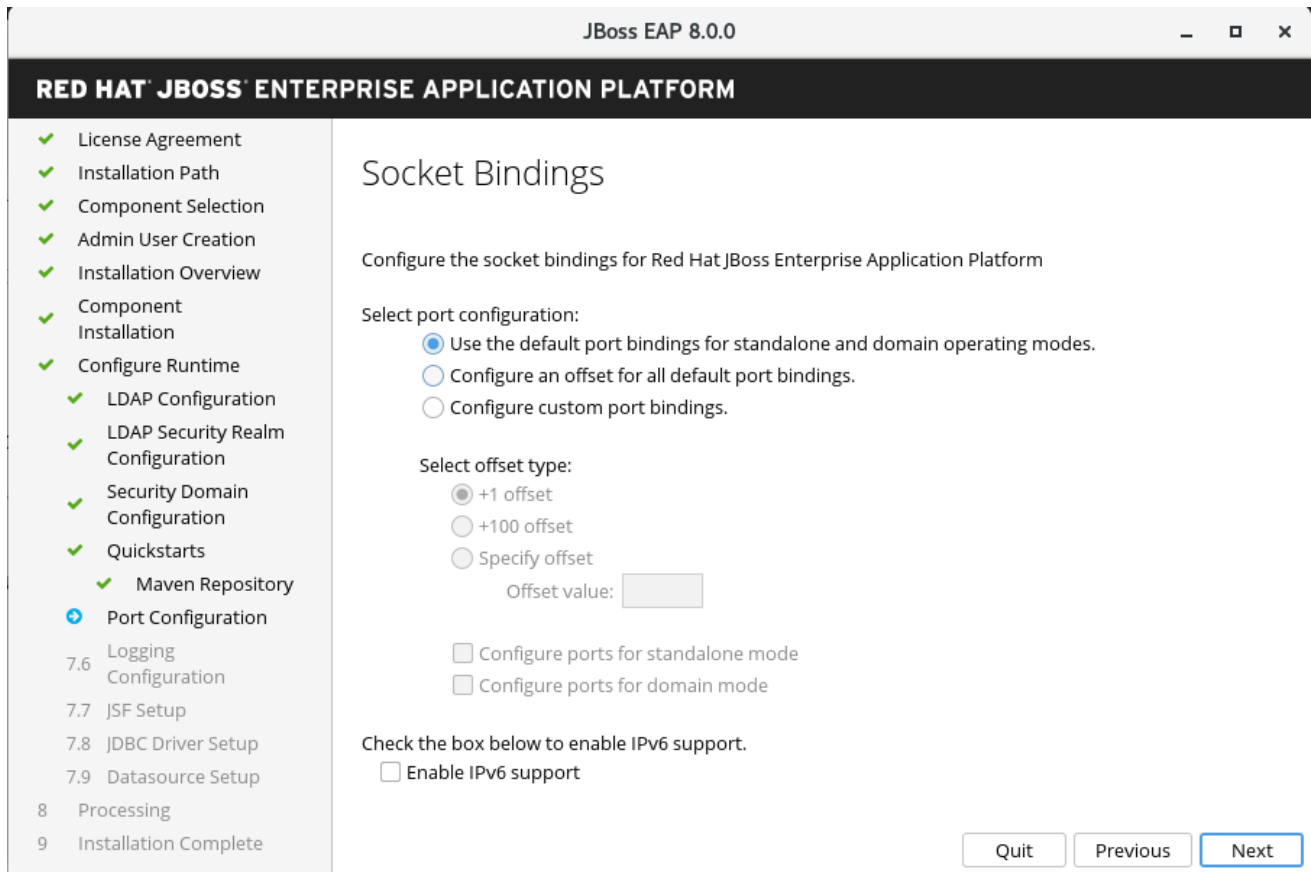 JBoss EAP 8.0.0
RED HAT® JBOSS® ENTERPRISE APPLICATION PLATFORM
License Agreement
Installation Path
Component Selection
Admin User Creation
Installation Overview
Component
Installation
Configure Runtime
LDAP Configuration
LDAP Security Realm
Configuration
Security Domain
Configuration
Quickstarts
Maven Repository
Port Configuration
7.6 Logging
Configuration
7.7 JSF Setup
7.8 JDBC Driver Setup
7.9 Datasource Setup
8 Processing
9 Installation Complete
Socket Bindings
Configure the socket bindings for Red Hat JBoss Enterprise Application Platform
Select port configuration:
Use the default port bindings for standalone and domain operating modes.
Configure an offset for all default port bindings.
Configure custom port bindings.
Select offset type:
+1 offset
+100 offset
Specify offset
Offset value:
Configure ports for standalone mode
Configure ports for domain mode
Check the box below to enable IPv6 support.
Enable IPv6 support
Quit Previous Next